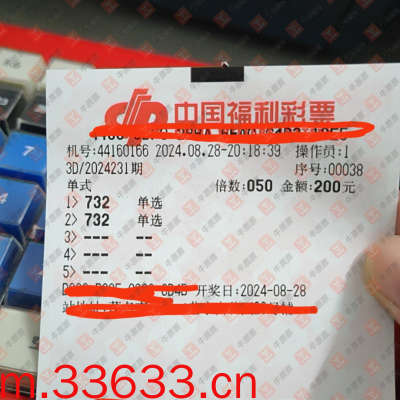 中国福利彩票
机号:44160166 2024.08.28-20:18:39 操作员:1
3D/2024231期 序号:00038
单式 倍数:050 金额:200元
1> 732 单选
2> 732 单选
3> ---  ---
4> ---  ---
5> ---  ---
开奖日:2024-08-28
m.33633.cn